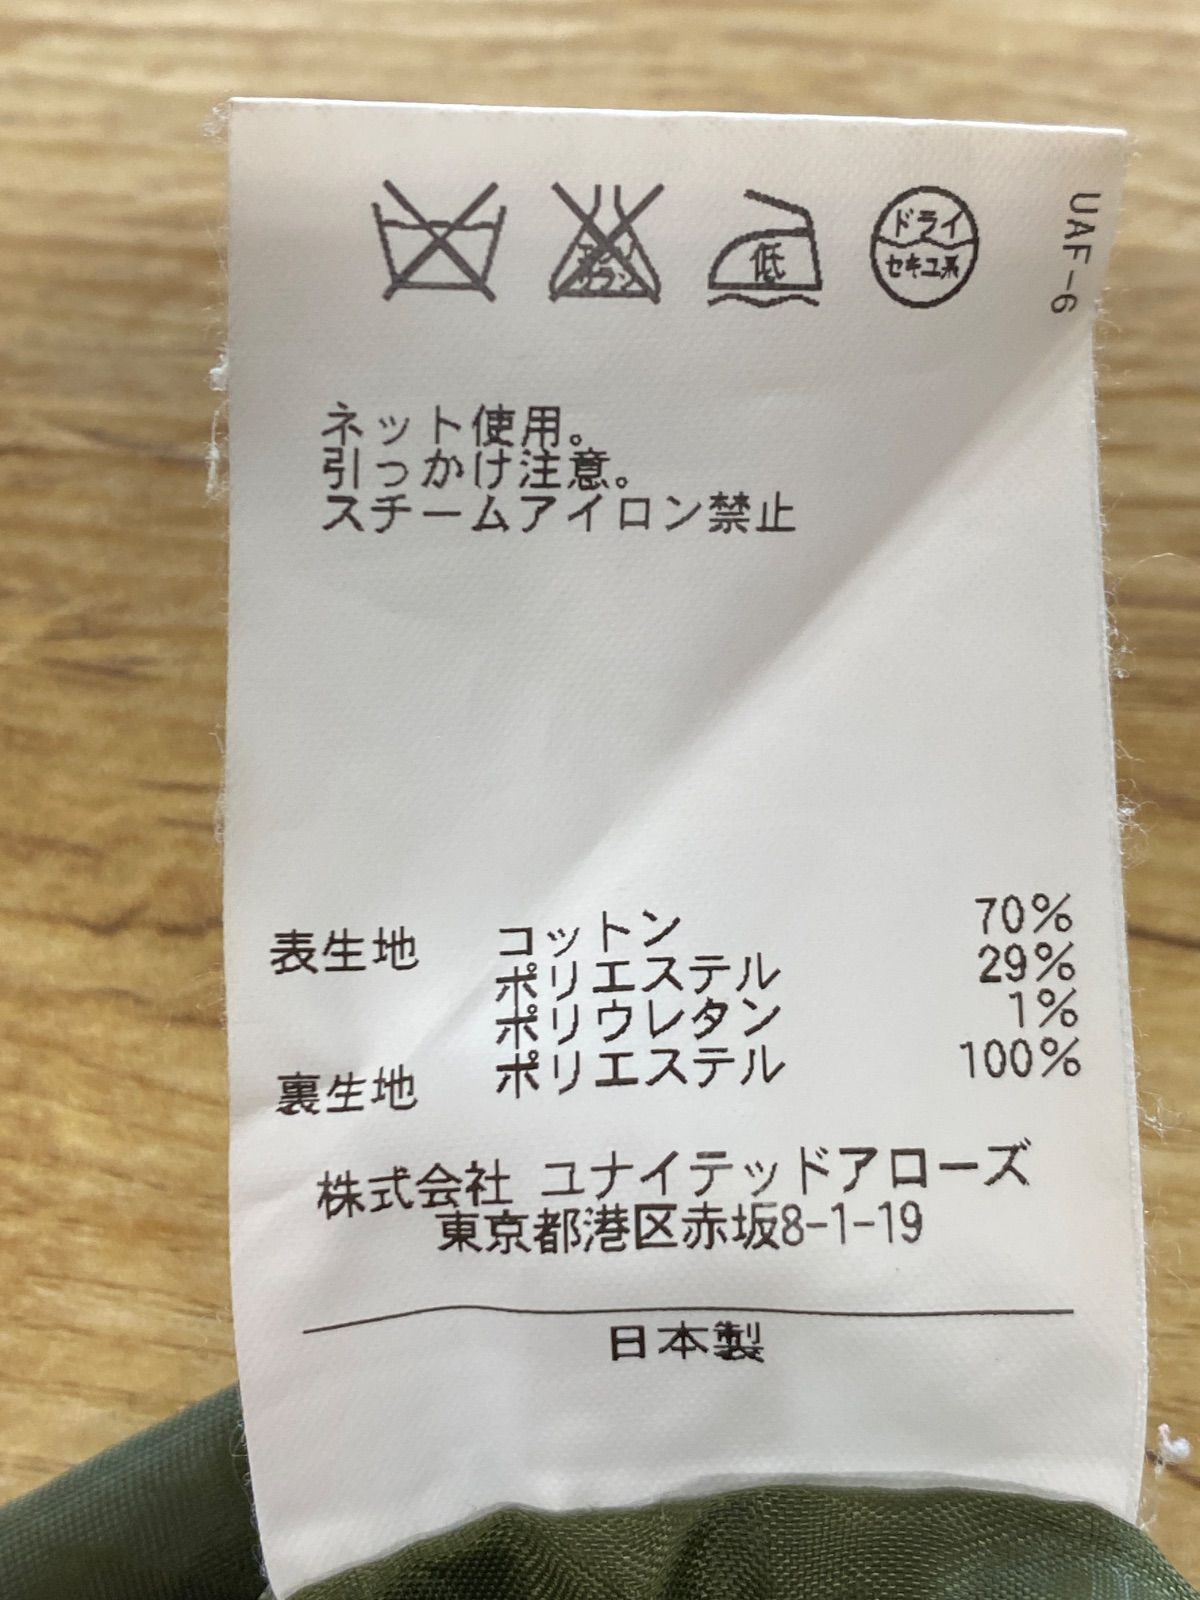 UAF-6
低
ドライ
セキユ系
ネット使用。
引っかけ注意。
スチームアイロン禁止
表生地 コットン 70%
ポリエステル 29%
ポリウレタン 1%
裏生地 ポリエステル 100%
株式会社 ユナイテッドアローズ
東京都港区赤坂8-1-19
日本製